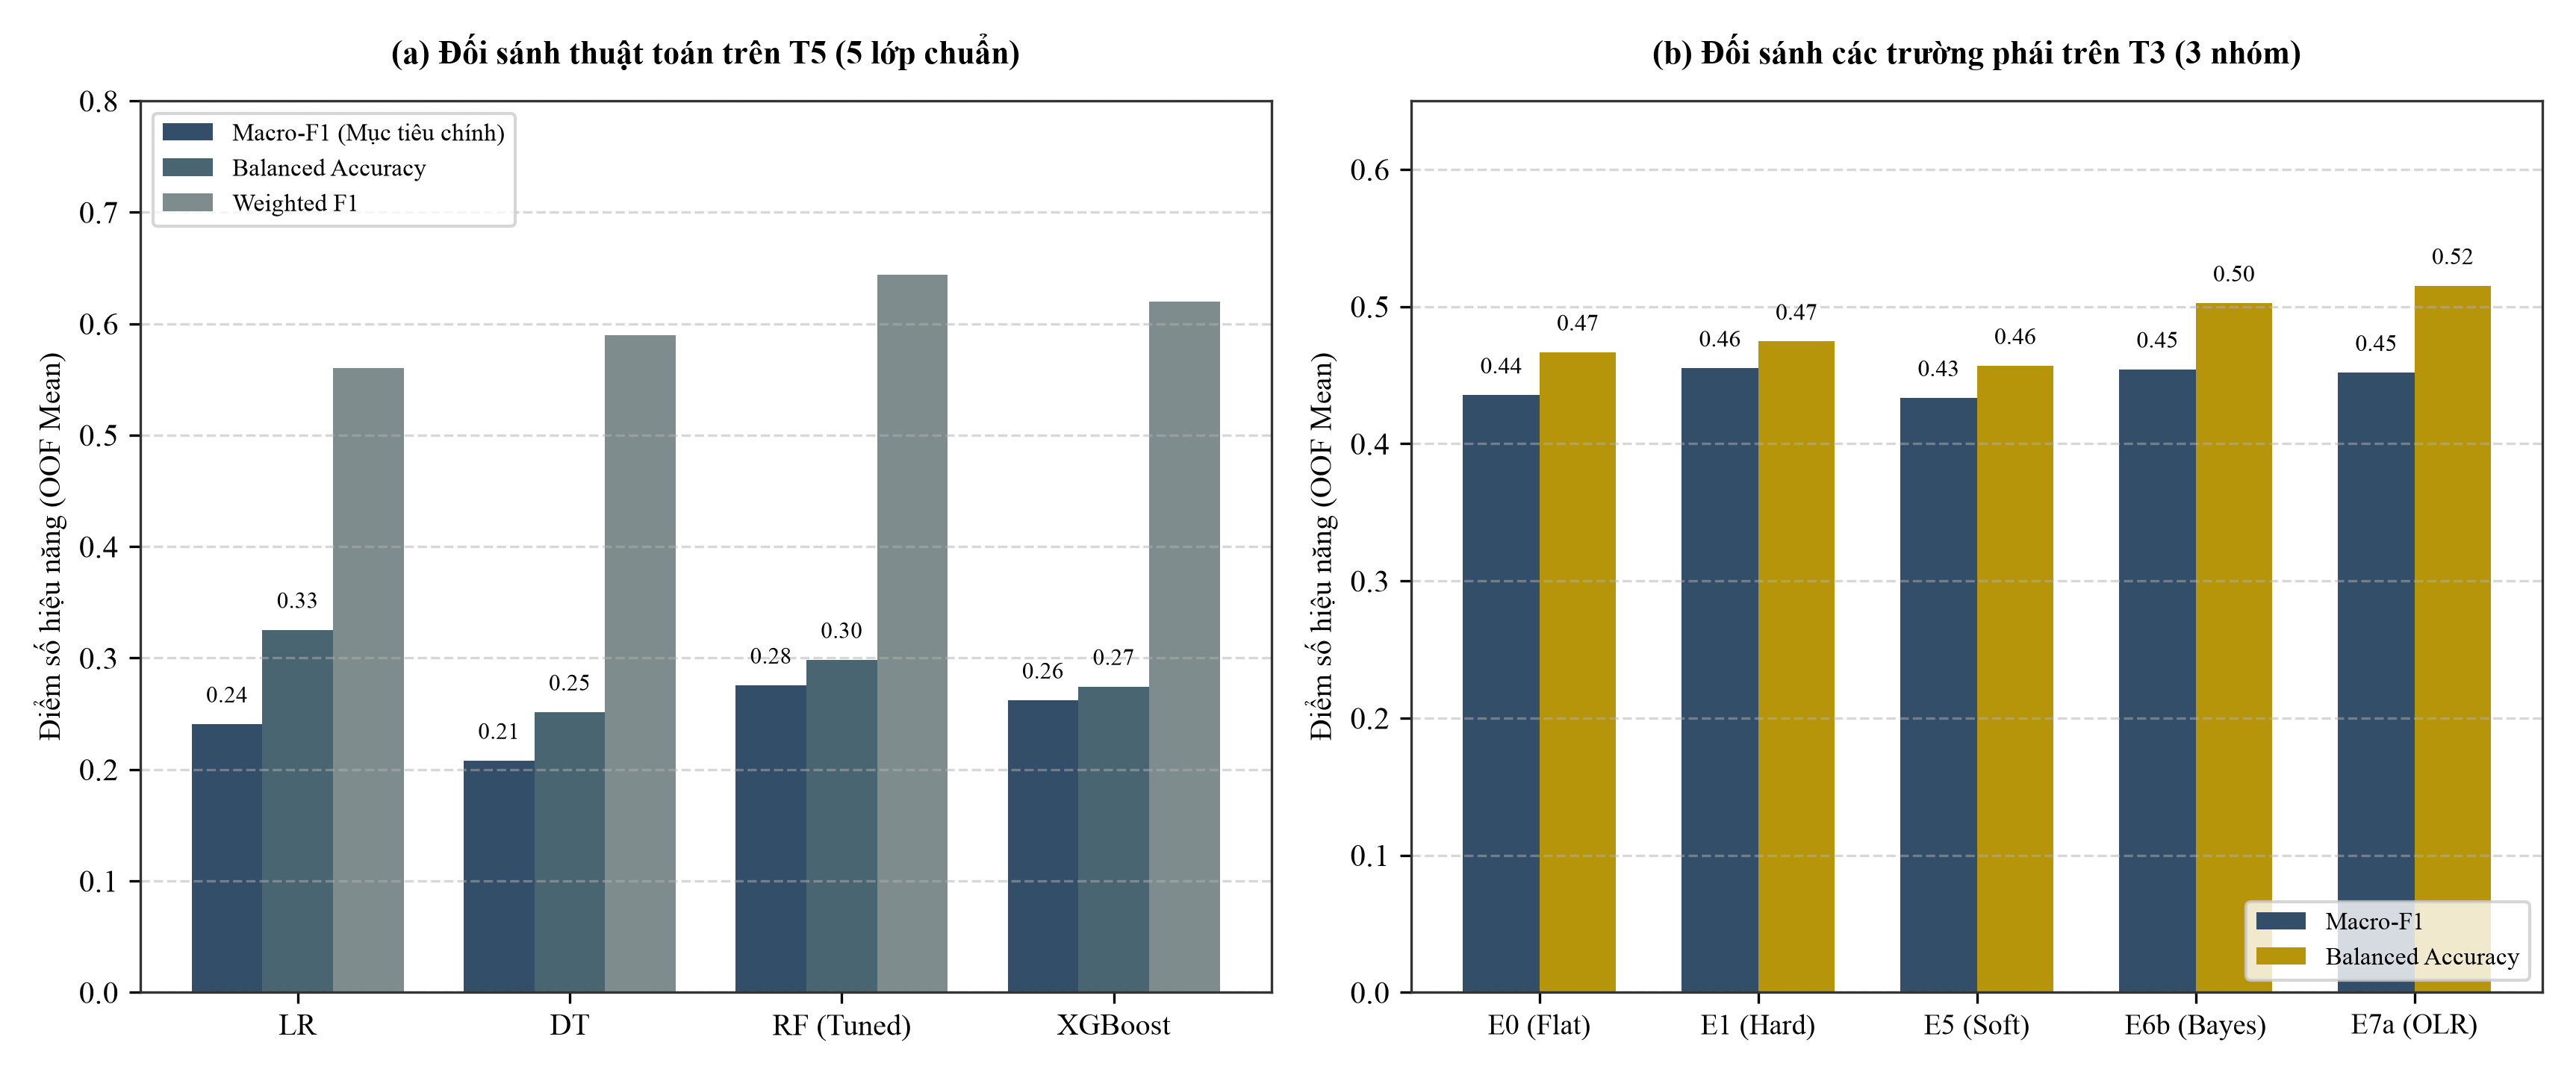 (a) Đối sánh thuật toán trên T5 (5 lớp chuẩn)
Điểm số hiệu năng (OOF Mean)
0.8
0.7
0.6
0.5
0.4
0.3
0.2
0.1
0.0
Macro-F1 (Mục tiêu chính)
Balanced Accuracy
Weighted F1
0.24
0.33
0.21
0.25
0.28
0.30
0.26
0.27
LR
DT
RF (Tuned)
XGBoost
(b) Đối sánh các trường phái trên T3 (3 nhóm)
Điểm số hiệu năng (OOF Mean)
0.6
0.5
0.4
0.3
0.2
0.1
0.0
0.44
0.47
0.46
0.47
0.43
0.46
0.45
0.50
0.45
0.52
Macro-F1
Balanced Accuracy
E0 (Flat)
E1 (Hard)
E5 (Soft)
E6b (Bayes)
E7a (OLR)